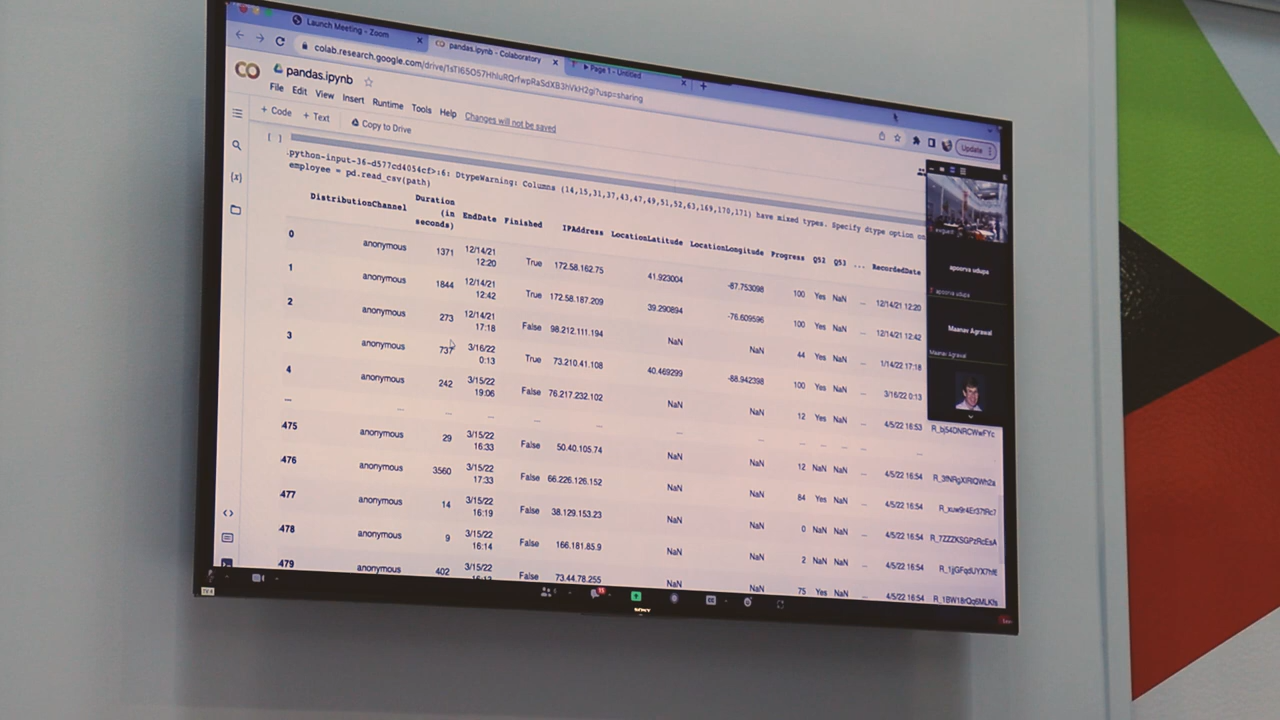 Launch Meeting - Zoom
pandas.ipynb - Colaboratory
Page 1 - Untitled
colab.research.google.com/drive/
?usp=sharing
pandas.ipynb
File Edit View Insert Runtime Tools Help Changes will not be saved
Update
+ Code + Text Copy to Drive
[ ]
DtypeWarning: Columns (14,15,31,37,43,47,49,51,52,63,169,170,171) have mixed types. Specify dtype option on
employee = pd.read_csv(path)
DistributionChannel Duration (in seconds) EndDate Finished IPAddress LocationLatitude LocationLongitude Progress Q52 Q53 ... RecordedDate
0 anonymous 1371 12/14/21 12:20 True 172.58.162.75 41.923004 -87.753098 100 Yes NaN ... 12/14/21 12:20
1 anonymous 1844 12/14/21 12:42 True 172.58.187.209 39.290894 -76.609596 100 Yes NaN ... 12/14/21 12:42
2 anonymous 273 12/14/21 17:18 False 98.212.111.194 NaN NaN 44 Yes NaN ... 1/14/22 17:18
3 anonymous 737 3/16/22 0:13 True 73.210.41.108 40.469299 -88.942398 100 Yes NaN ... 3/16/22 0:13
4 anonymous 242 3/15/22 19:06 False 76.217.232.102 NaN NaN 12 Yes NaN ... 4/5/22 16:53
... ... ... ... ... ... ... ... ... ... ... ...
475 anonymous 29 3/15/22 16:33 False 50.40.105.74 NaN NaN 12 NaN NaN ... 4/5/22 16:54
476 anonymous 3560 3/15/22 17:33 False 66.226.126.152 NaN NaN 84 Yes NaN ... 4/5/22 16:54
477 anonymous 14 3/15/22 16:19 False 38.129.153.23 NaN NaN 0 NaN NaN ... 4/5/22 16:54
478 anonymous 9 3/15/22 16:14 False 166.181.85.9 NaN NaN 2 NaN NaN ... 4/5/22 16:54
479 anonymous 402 3/15/22 False 73.44.78.255 NaN NaN 75 Yes NaN ... 4/5/22 16:54
apoorva udupa
apoorva udupa
Maanav Agrawal
Maanav Agrawal
SONY